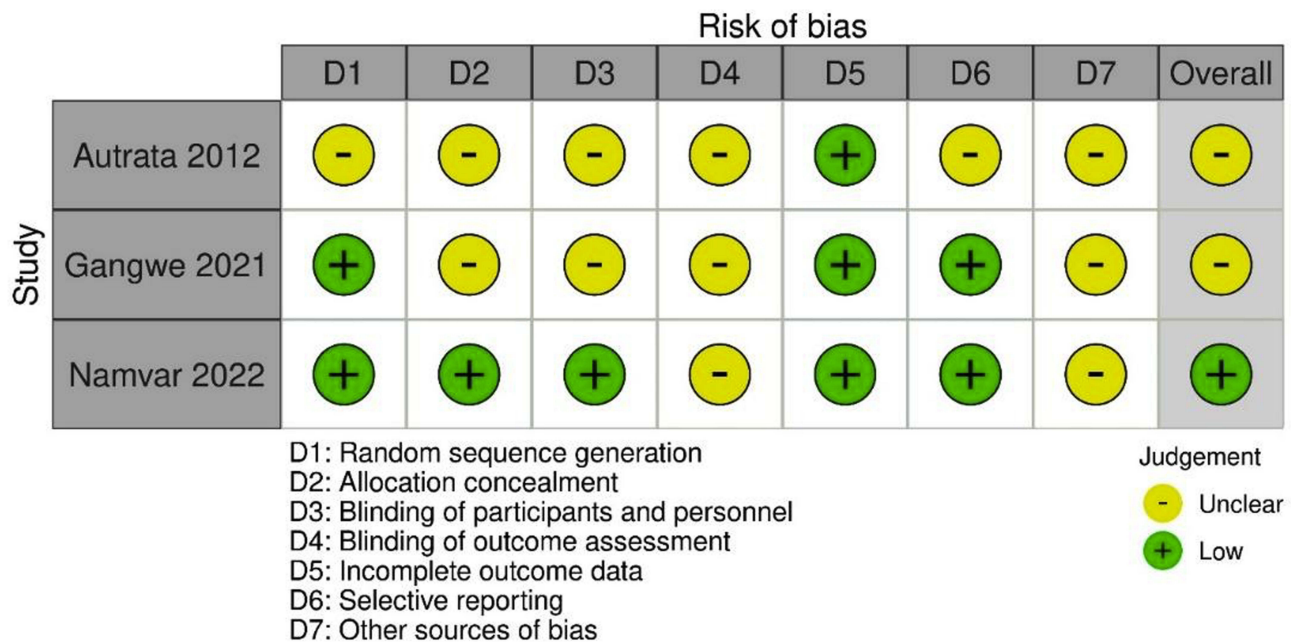 Risk of bias
D1 D2 D3 D4 D5 D6 D7 Overall
Study
Autrata 2012 - - - - + - - -
Gangwe 2021 + - - - + + - -
Namvar 2022 + + + - + + - +
D1: Random sequence generation
D2: Allocation concealment
D3: Blinding of participants and personnel
D4: Blinding of outcome assessment
D5: Incomplete outcome data
D6: Selective reporting
D7: Other sources of bias
Judgement
- Unclear
+ Low